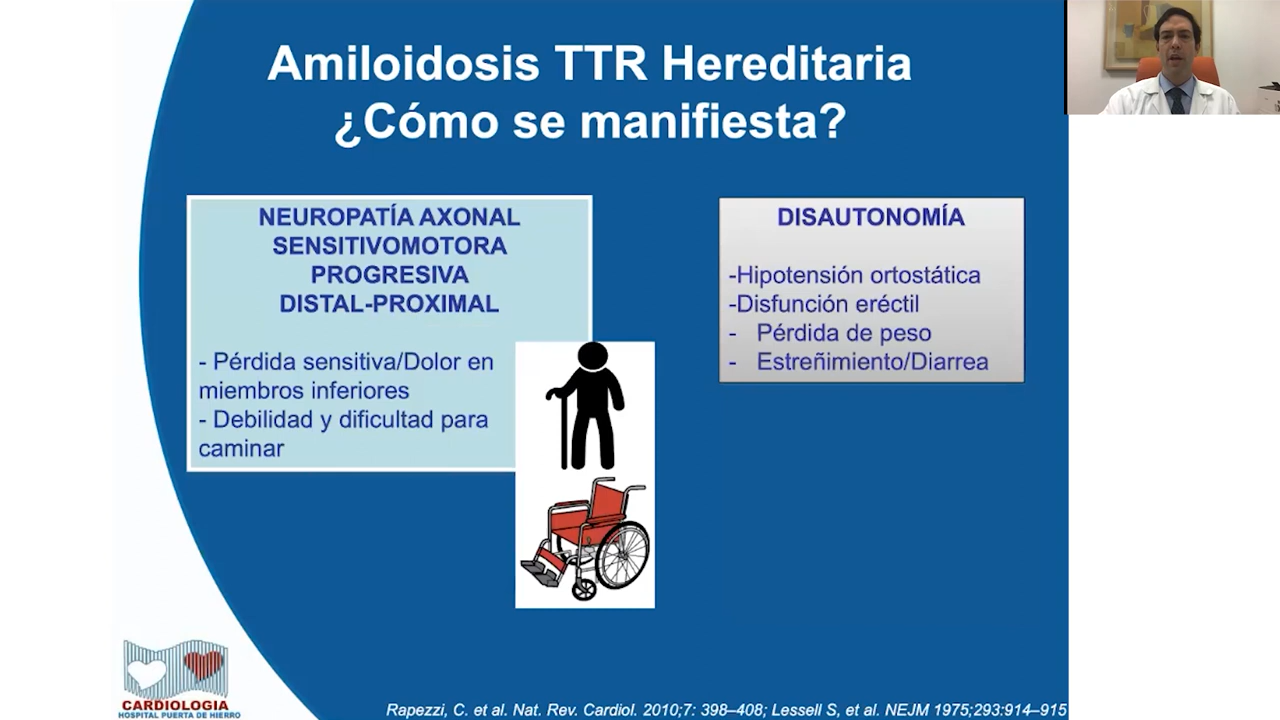 Amiloidosis TTR Hereditaria
¿Cómo se manifiesta?
NEUROPATÍA AXONAL
SENSITIVOMOTORA
PROGRESIVA
DISTAL-PROXIMAL
- Pérdida sensitiva/Dolor en
miembros inferiores
- Debilidad y dificultad para
caminar
DISAUTONOMÍA
-Hipotensión ortostática
-Disfunción eréctil
- Pérdida de peso
- Estreñimiento/Diarrea
CARDIOLOGIA
HOSPITAL PUERTA DE HIERRO
Rapezzi, C. et al. Nat. Rev. Cardiol. 2010;7: 398–408; Lessell S, et al. NEJM 1975;293:914–915